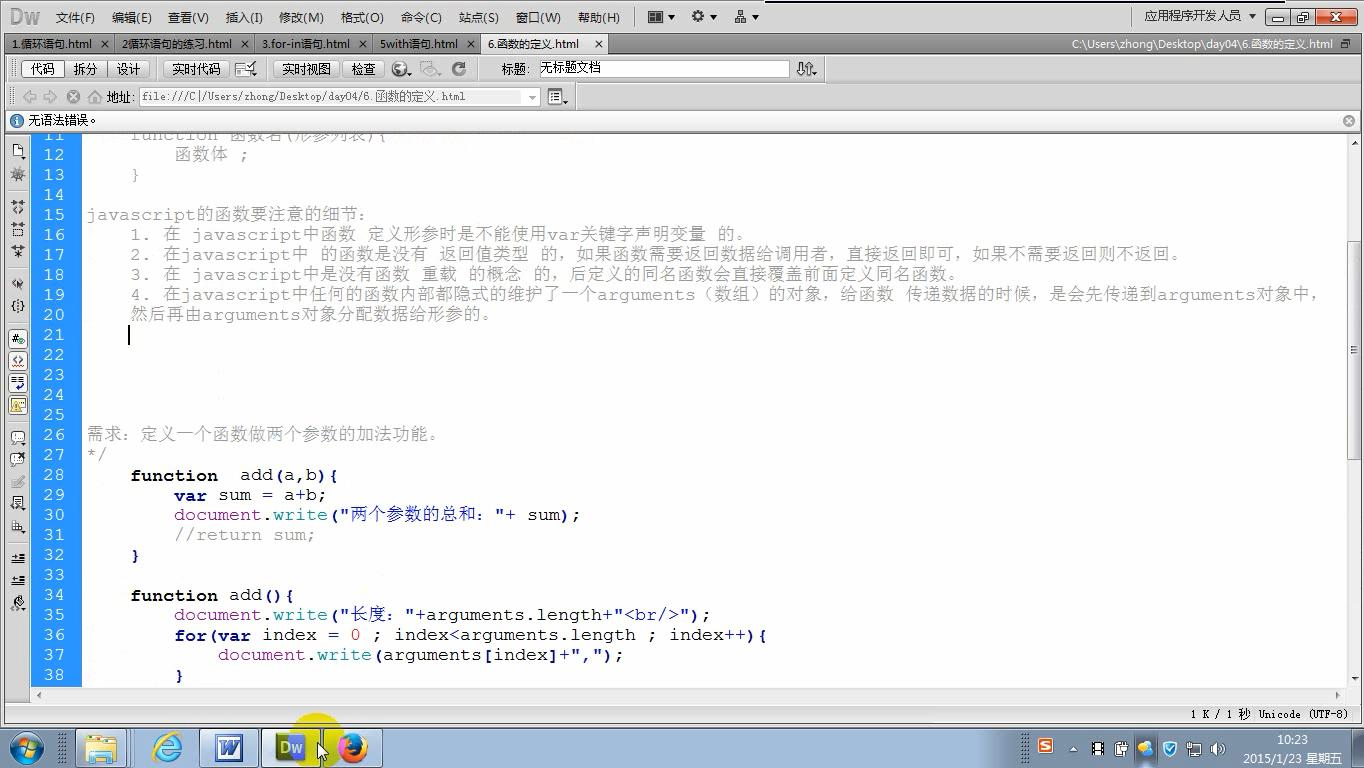 Dw 文件(F) 编辑(E) 查看(V) 插入(I) 修改(M) 格式(O) 命令(C) 站点(S) 窗口(W) 帮助(H) 应用程序开发人员
1.循环语句.html 2循环语句的练习.html 3.for-in语句.html 5with语句.html 6.函数的定义.html C:\Users\zhong\Desktop\day04\6.函数的定义.html
代码 拆分 设计 实时代码 实时视图 检查 标题: 无标题文档
地址: file:///C|/Users/zhong/Desktop/day04/6.函数的定义.html
无语法错误。
11 function 函数名(形参列表){
12 函数体 ;
13 }
14
15 javascript的函数要注意的细节：
16 1. 在 javascript中函数 定义形参时是不能使用var关键字声明变量 的。
17 2. 在javascript中 的函数是没有 返回值类型 的，如果函数需要返回数据给调用者，直接返回即可，如果不需要返回则不返回。
18 3. 在 javascript中是没有函数 重载 的概念 的，后定义的同名函数会直接覆盖前面定义同名函数。
19 4. 在javascript中任何的函数内部都隐式的维护了一个arguments（数组）的对象，给函数 传递数据的时候，是会先传递到arguments对象中，
20 然后再由arguments对象分配数据给形参的。
21
22
23
24
25
26 需求：定义一个函数做两个参数的加法功能。
27 */
28 function add(a,b){
29 var sum = a+b;
30 document.write("两个参数的总和："+ sum);
31 //return sum;
32 }
33
34 function add(){
35 document.write("长度："+arguments.length+"<br/>");
36 for(var index = 0 ; index<arguments.length ; index++){
37 document.write(arguments[index]+",");
38 }
1 K / 1 秒 Unicode (UTF-8)
W Dw S 10:23
2015/1/23 星期五